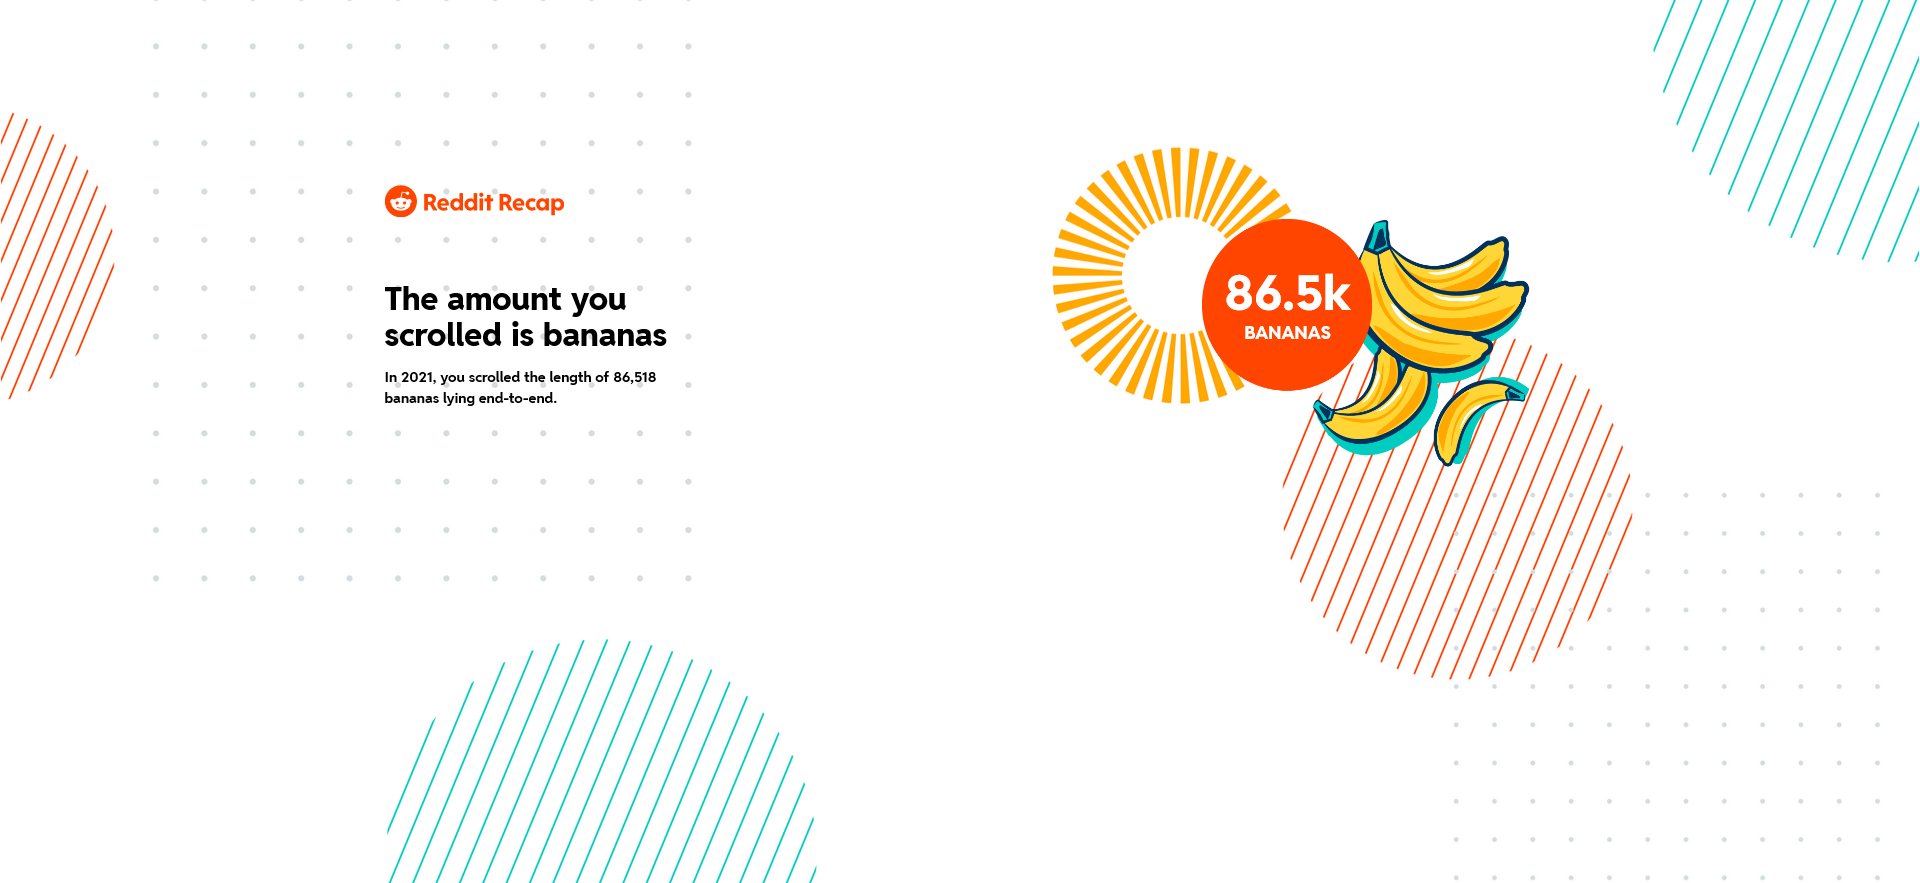 Reddit Recap
The amount you
scrolled is bananas
In 2021, you scrolled the length of 86,518
bananas lying end-to-end.
86.5k
BANANAS